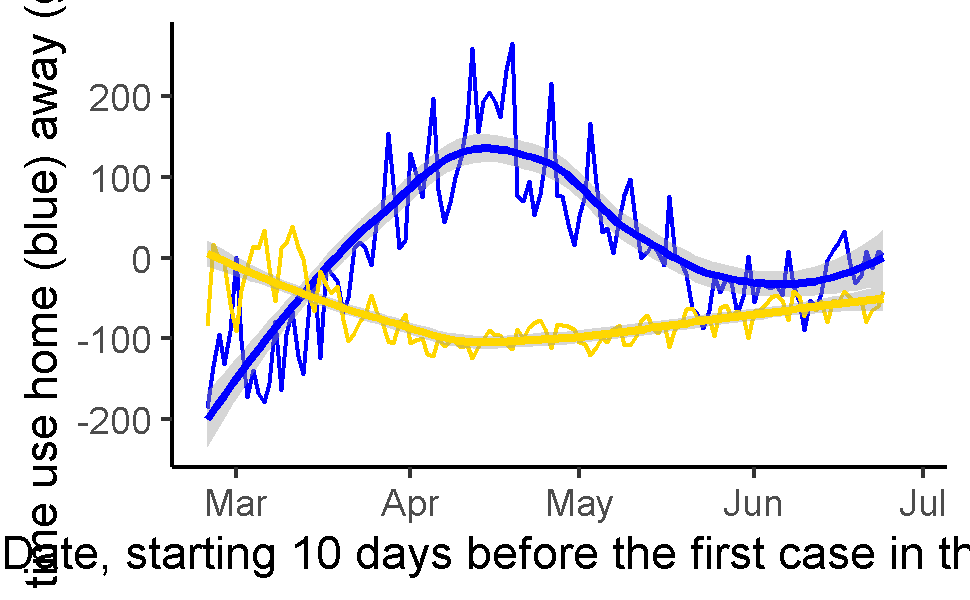 time use home (blue) away (
200
100
0
-100
-200
Mar Apr May Jun Jul
Date, starting 10 days before the first case in